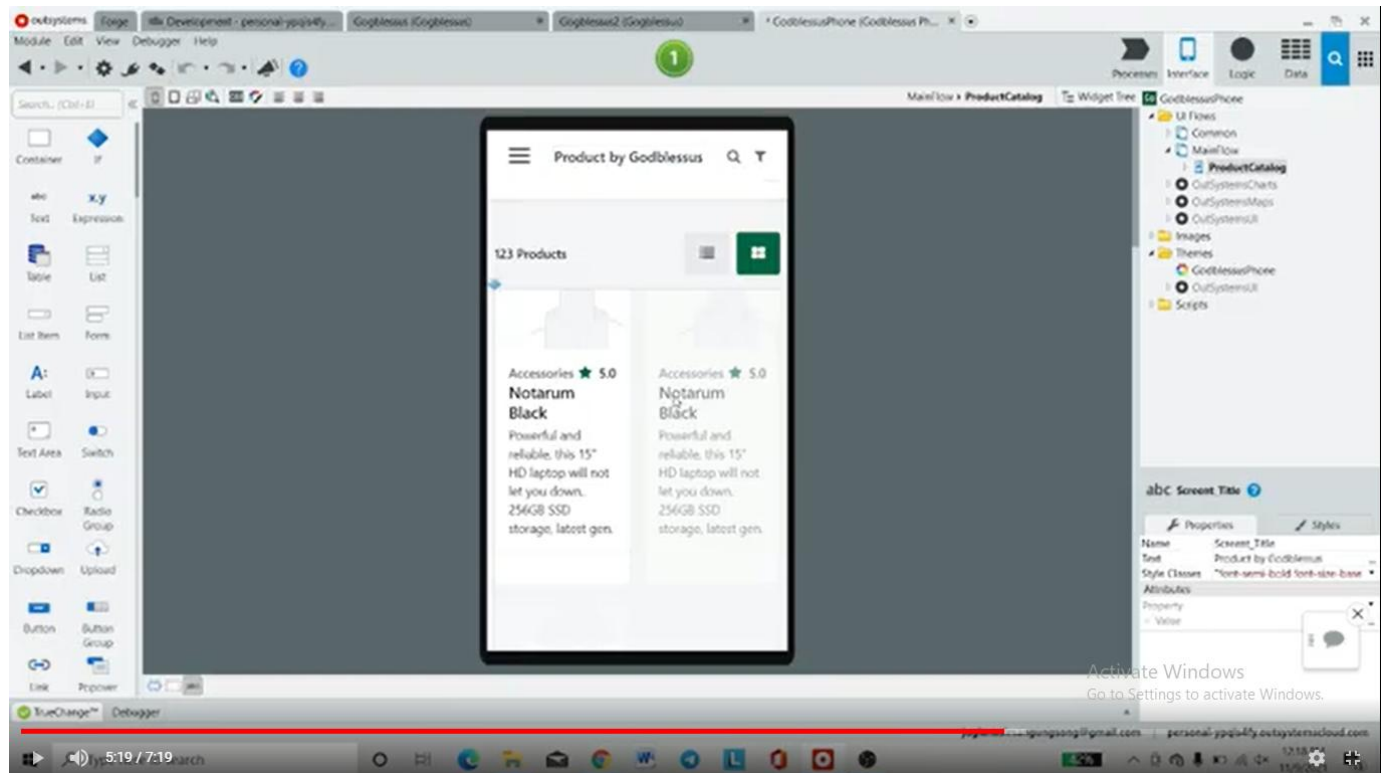 outsystems Forge Development - personal-ypqjs4fy... Gogblessus (Gogblessus) Gogblessus2 (Gogblessus) * GodblessusPhone (Godblessus Ph...
Module Edit View Debugger Help
1
Processes Interface Logic Data
Search... (Ctrl+E)
MainFlow ▸ ProductCatalog
Widget Tree
Container If
Text Expression
Table List
List Item Form
Label Input
Text Area Switch
Checkbox Radio Group
Dropdown Upload
Button Button Group
Link Popover
Product by Godblessus
123 Products
Accessories 5.0
Notarum
Black
Powerful and
reliable, this 15"
HD laptop will not
let you down.
256GB SSD
storage, latest gen.
Accessories 5.0
Notarum
Black
Powerful and
reliable, this 15"
HD laptop will not
let you down.
256GB SSD
storage, latest gen.
GodblessusPhone
UI Flows
Common
MainFlow
ProductCatalog
OutSystemsCharts
OutSystemsMaps
OutSystemsUI
Images
Themes
GodblessusPhone
OutSystemsUI
Scripts
abc Screent_Title
Properties Styles
Name Screent_Title
Text Product by Godblessus
Style Classes "font-semi-bold font-size-base
Attributes
Property
= Value
Activate Windows
Go to Settings to activate Windows.
TrueChange™ Debugger
personal-ypqjs4fy.outsystemscloud.com
5:19 / 7:19